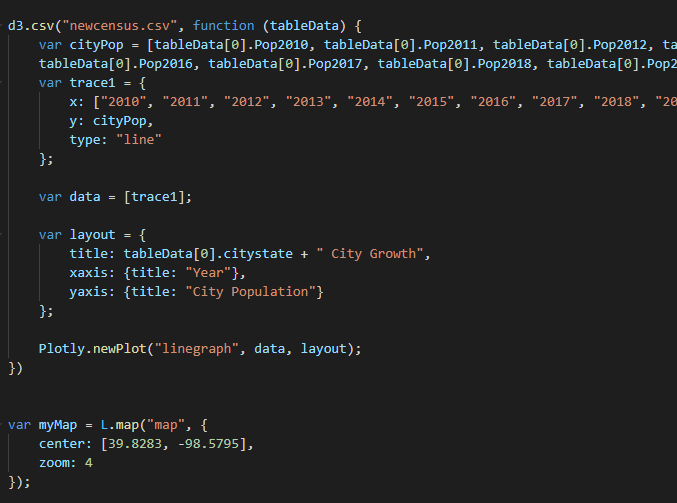 d3.csv("newcensus.csv", function (tableData) {
    var cityPop = [tableData[0].Pop2010, tableData[0].Pop2011, tableData[0].Pop2012, ta
    tableData[0].Pop2016, tableData[0].Pop2017, tableData[0].Pop2018, tableData[0].Pop2
    var trace1 = {
        x: ["2010", "2011", "2012", "2013", "2014", "2015", "2016", "2017", "2018", "20
        y: cityPop,
        type: "line"
    };
    var data = [trace1];
    var layout = {
        title: tableData[0].citystate + " City Growth",
        xaxis: {title: "Year"},
        yaxis: {title: "City Population"}
    };
    Plotly.newPlot("linegraph", data, layout);
})
var myMap = L.map("map", {
    center: [39.8283, -98.5795],
    zoom: 4
});